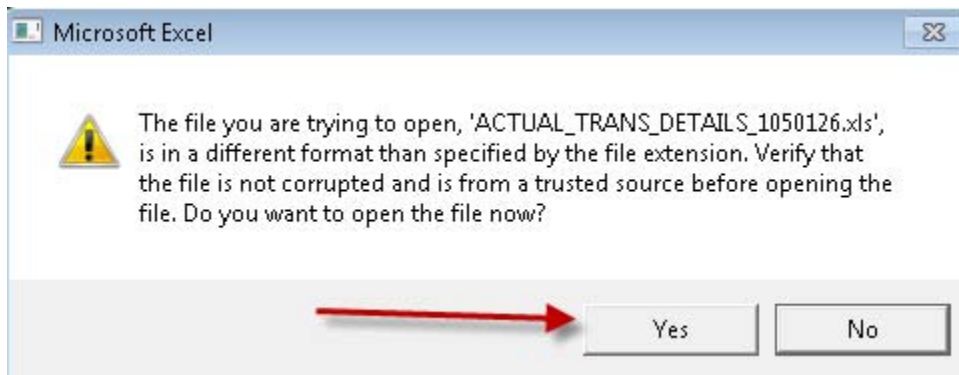 Microsoft Excel
The file you are trying to open, 'ACTUAL_TRANS_DETAILS_1050126.xls',
is in a different format than specified by the file extension. Verify that
the file is not corrupted and is from a trusted source before opening the
file. Do you want to open the file now?
Yes No